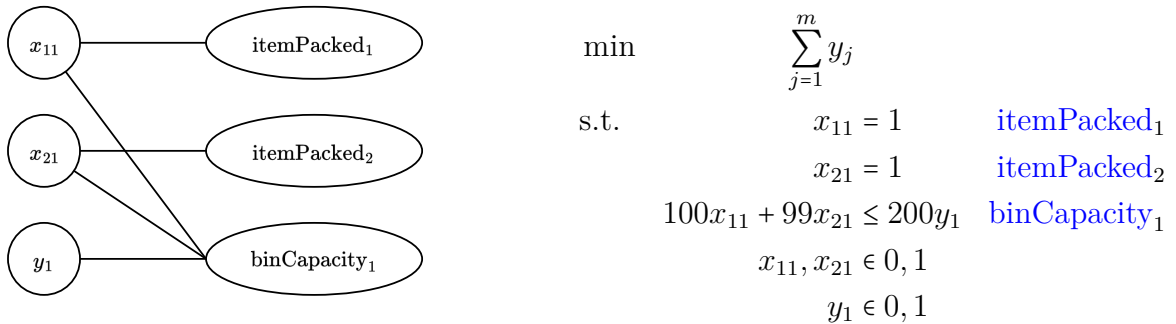 x₁₁ itemPacked₁
x₂₁ itemPacked₂
y₁ binCapacity₁
min ∑_{j=1}^{m} y_j
s.t. x₁₁ = 1 itemPacked₁
x₂₁ = 1 itemPacked₂
100x₁₁ + 99x₂₁ ≤ 200y₁ binCapacity₁
x₁₁, x₂₁ ∈ 0, 1
y₁ ∈ 0, 1